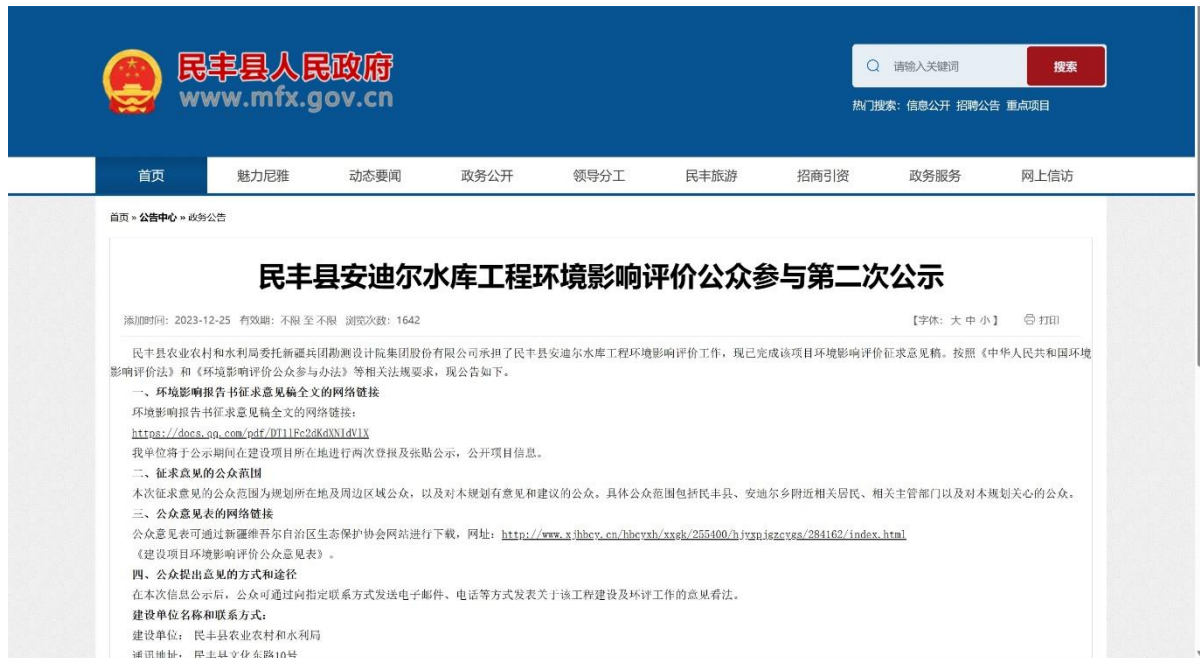 民丰县人民政府
www.mfx.gov.cn
请输入关键词
搜索
热门搜索：信息公开 招聘公告 重点项目
首页 魅力尼雅 动态要闻 政务公开 领导分工 民丰旅游 招商引资 政务服务 网上信访
首页 » 公告中心 » 政务公告
民丰县安迪尔水库工程环境影响评价公众参与第二次公示
添加时间：2023-12-25 有效期：不限 至 不限 浏览次数：1642 【字体：大 中 小】 打印
民丰县农业农村和水利局委托新疆兵团勘测设计院集团股份有限公司承担了民丰县安迪尔水库工程环境影响评价工作，现已完成该项目环境影响评价征求意见稿。按照《中华人民共和国环境
影响评价法》和《环境影响评价公众参与办法》等相关法规要求，现公告如下。
一、环境影响报告书征求意见稿全文的网络链接
环境影响报告书征求意见稿全文的网络链接：
https://docs.qq.com/pdf/DT1lFc2dKdXNIdVlX
我单位将于公示期间在建设项目所在地进行两次登报及张贴公示，公开项目信息。
二、征求意见的公众范围
本次征求意见的公众范围为规划所在地及周边区域公众，以及对本规划有意见和建议的公众。具体公众范围包括民丰县、安迪尔乡附近相关居民、相关主管部门以及对本规划关心的公众。
三、公众意见表的网络链接
公众意见表可通过新疆维吾尔自治区生态保护协会网站进行下载，网址：http://www.xjhbcy.cn/hbcyxh/xxgk/255400/hjyxpjgzcygs/284162/index.html
《建设项目环境影响评价公众意见表》。
四、公众提出意见的方式和途径
在本次信息公示后，公众可通过向指定联系方式发送电子邮件、电话等方式发表关于该工程建设及环评工作的意见看法。
建设单位名称和联系方式：
建设单位： 民丰县农业农村和水利局
通讯地址： 民丰县文化东路10号